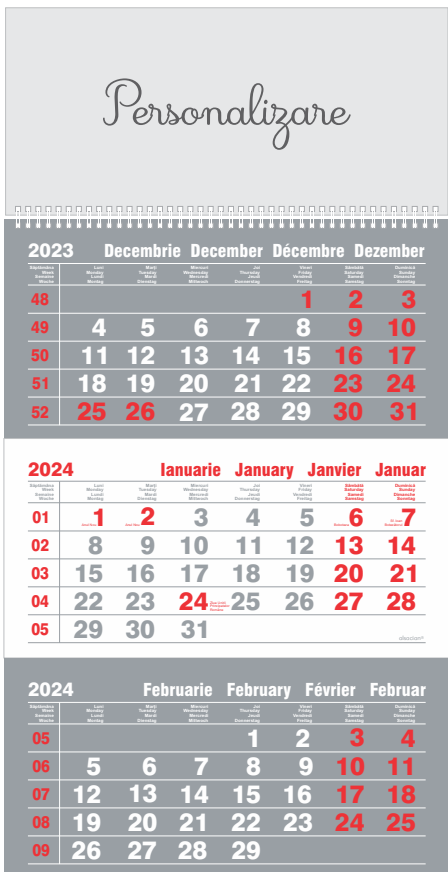 Personalizare
2023 Decembrie December Décembre Dezember
Săptămâna Luni Marți Miercuri Joi Vineri Sâmbătă Duminică
Week Monday Tuesday Wednesday Thursday Friday Saturday Sunday
Semaine Lundi Mardi Mercredi Jeudi Vendredi Samedi Dimanche
Woche Montag Dienstag Mittwoch Donnerstag Freitag Samstag Sonntag
48 1 2 3
49 4 5 6 7 8 9 10
50 11 12 13 14 15 16 17
51 18 19 20 21 22 23 24
52 25 26 27 28 29 30 31
2024 Ianuarie January Janvier Januar
Săptămâna Luni Marți Miercuri Joi Vineri Sâmbătă Duminică
Week Monday Tuesday Wednesday Thursday Friday Saturday Sunday
Semaine Lundi Mardi Mercredi Jeudi Vendredi Samedi Dimanche
Woche Montag Dienstag Mittwoch Donnerstag Freitag Samstag Sonntag
01 1 Anul Nou 2 Anul Nou 3 4 5 6 Boboteaza 7
02 8 9 10 11 12 13 14
03 15 16 17 18 19 20 21
04 22 23 24 25 26 27 28
05 29 30 31
2024 Februarie February Février Februar
Săptămâna Luni Marți Miercuri Joi Vineri Sâmbătă Duminică
Week Monday Tuesday Wednesday Thursday Friday Saturday Sunday
Semaine Lundi Mardi Mercredi Jeudi Vendredi Samedi Dimanche
Woche Montag Dienstag Mittwoch Donnerstag Freitag Samstag Sonntag
05 1 2 3 4
06 5 6 7 8 9 10 11
07 12 13 14 15 16 17 18
08 19 20 21 22 23 24 25
09 26 27 28 29